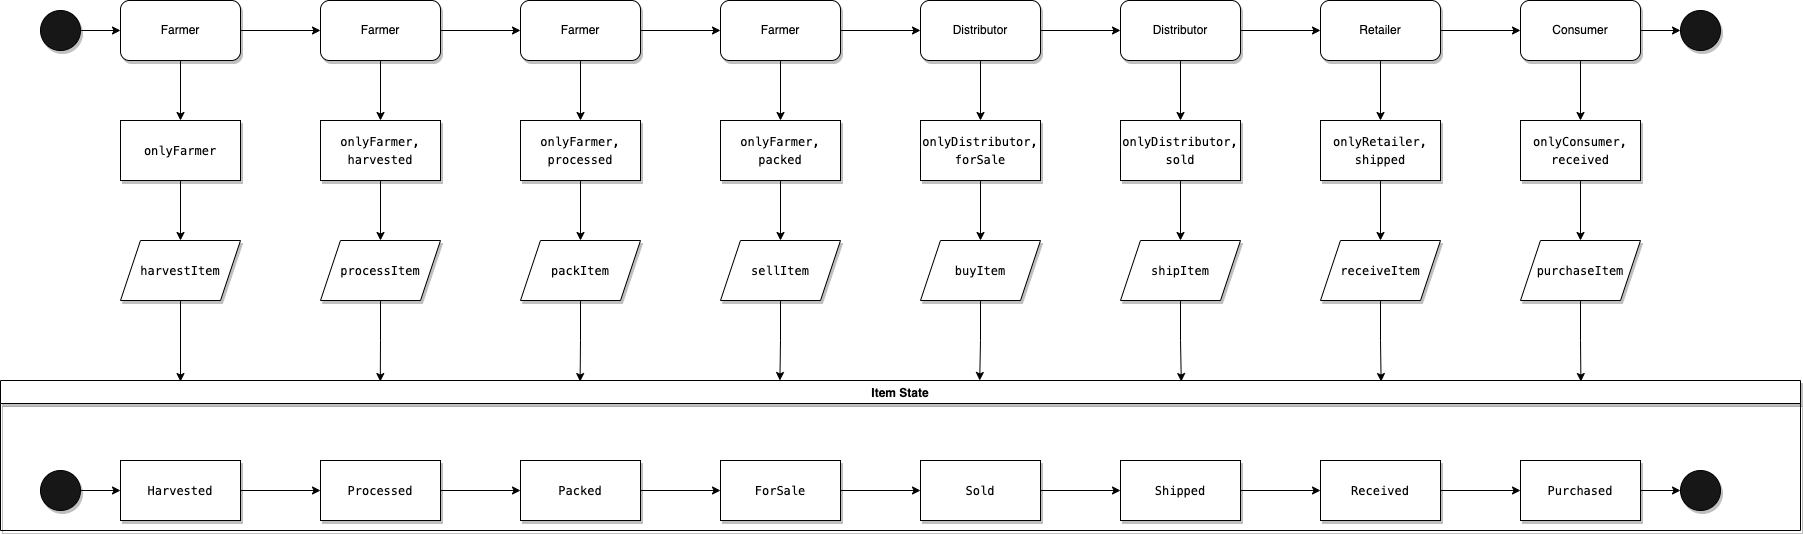 Farmer
Farmer
Farmer
Farmer
Distributor
Distributor
Retailer
Consumer
onlyFarmer
onlyFarmer,
harvested
onlyFarmer,
processed
onlyFarmer,
packed
onlyDistributor,
forSale
onlyDistributor,
sold
onlyRetailer,
shipped
onlyConsumer,
received
harvestItem
processItem
packItem
sellItem
buyItem
shipItem
receiveItem
purchaseItem
Item State
Harvested
Processed
Packed
ForSale
Sold
Shipped
Received
Purchased